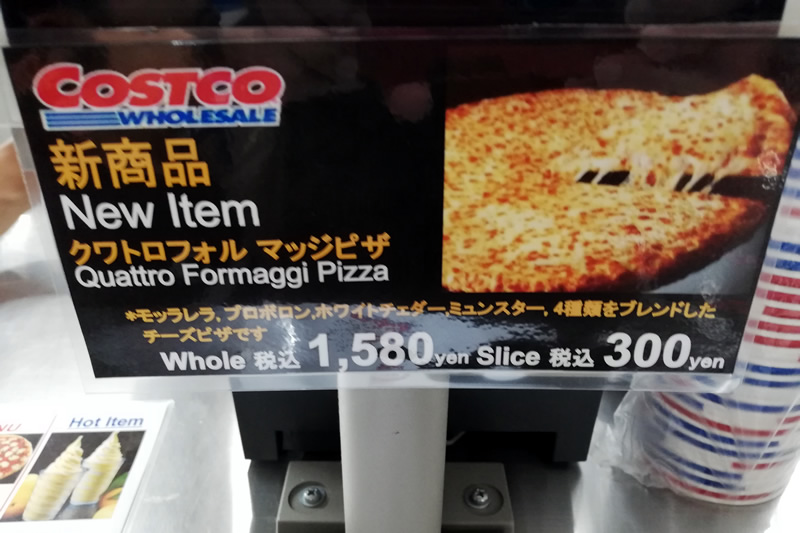 COSTCO
WHOLESALE
新商品
New Item
クワトロフォル マッジピザ
Quattro Formaggi Pizza
*モッラレラ, プロボロン,ホワイトチェダー,ミュンスター, 4種類をブレンドした
チーズピザです
Whole 税込 1,580yen Slice 税込 300yen
NU
Hot Item